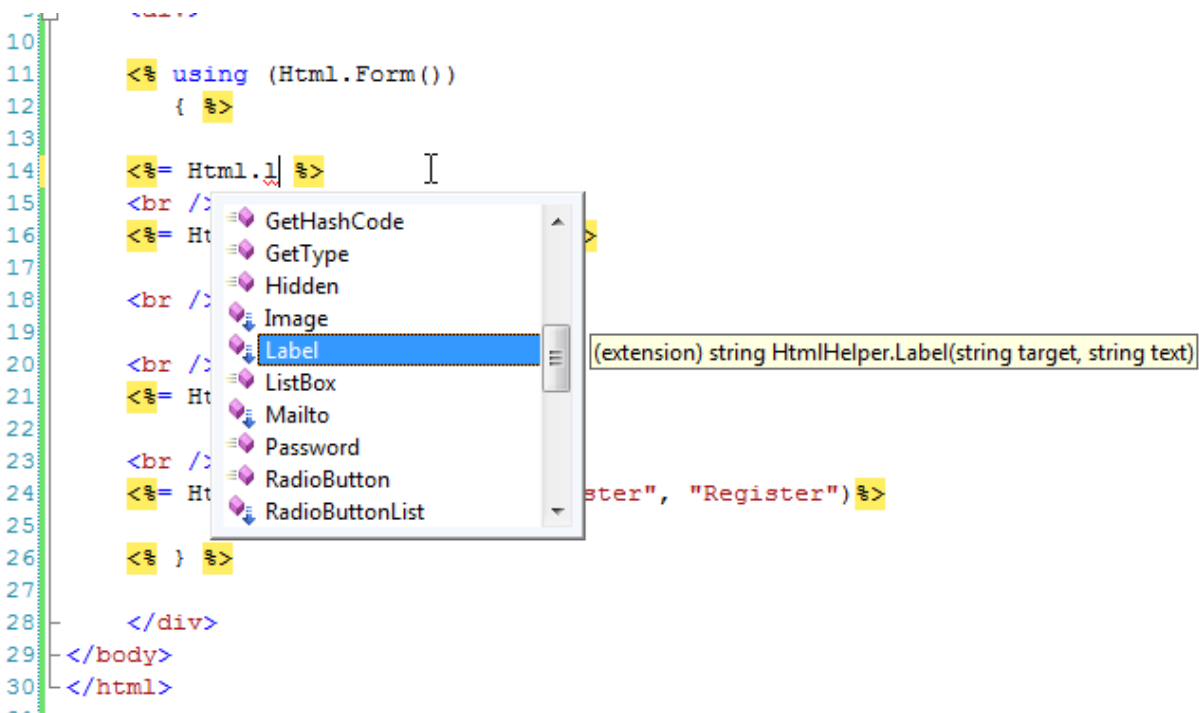 9 <div>
10
11 <% using (Html.Form())
12 { %>
13
14 <%= Html.l %>
15 <br />
16 <%= Ht >
17
18 <br />
19
20 <br />
21 <%= Ht
22
23 <br />
24 <%= Ht ster", "Register")%>
25
26 <% } %>
27
28 </div>
29 </body>
30 </html>
GetHashCode
GetType
Hidden
Image
Label
ListBox
Mailto
Password
RadioButton
RadioButtonList
(extension) string HtmlHelper.Label(string target, string text)